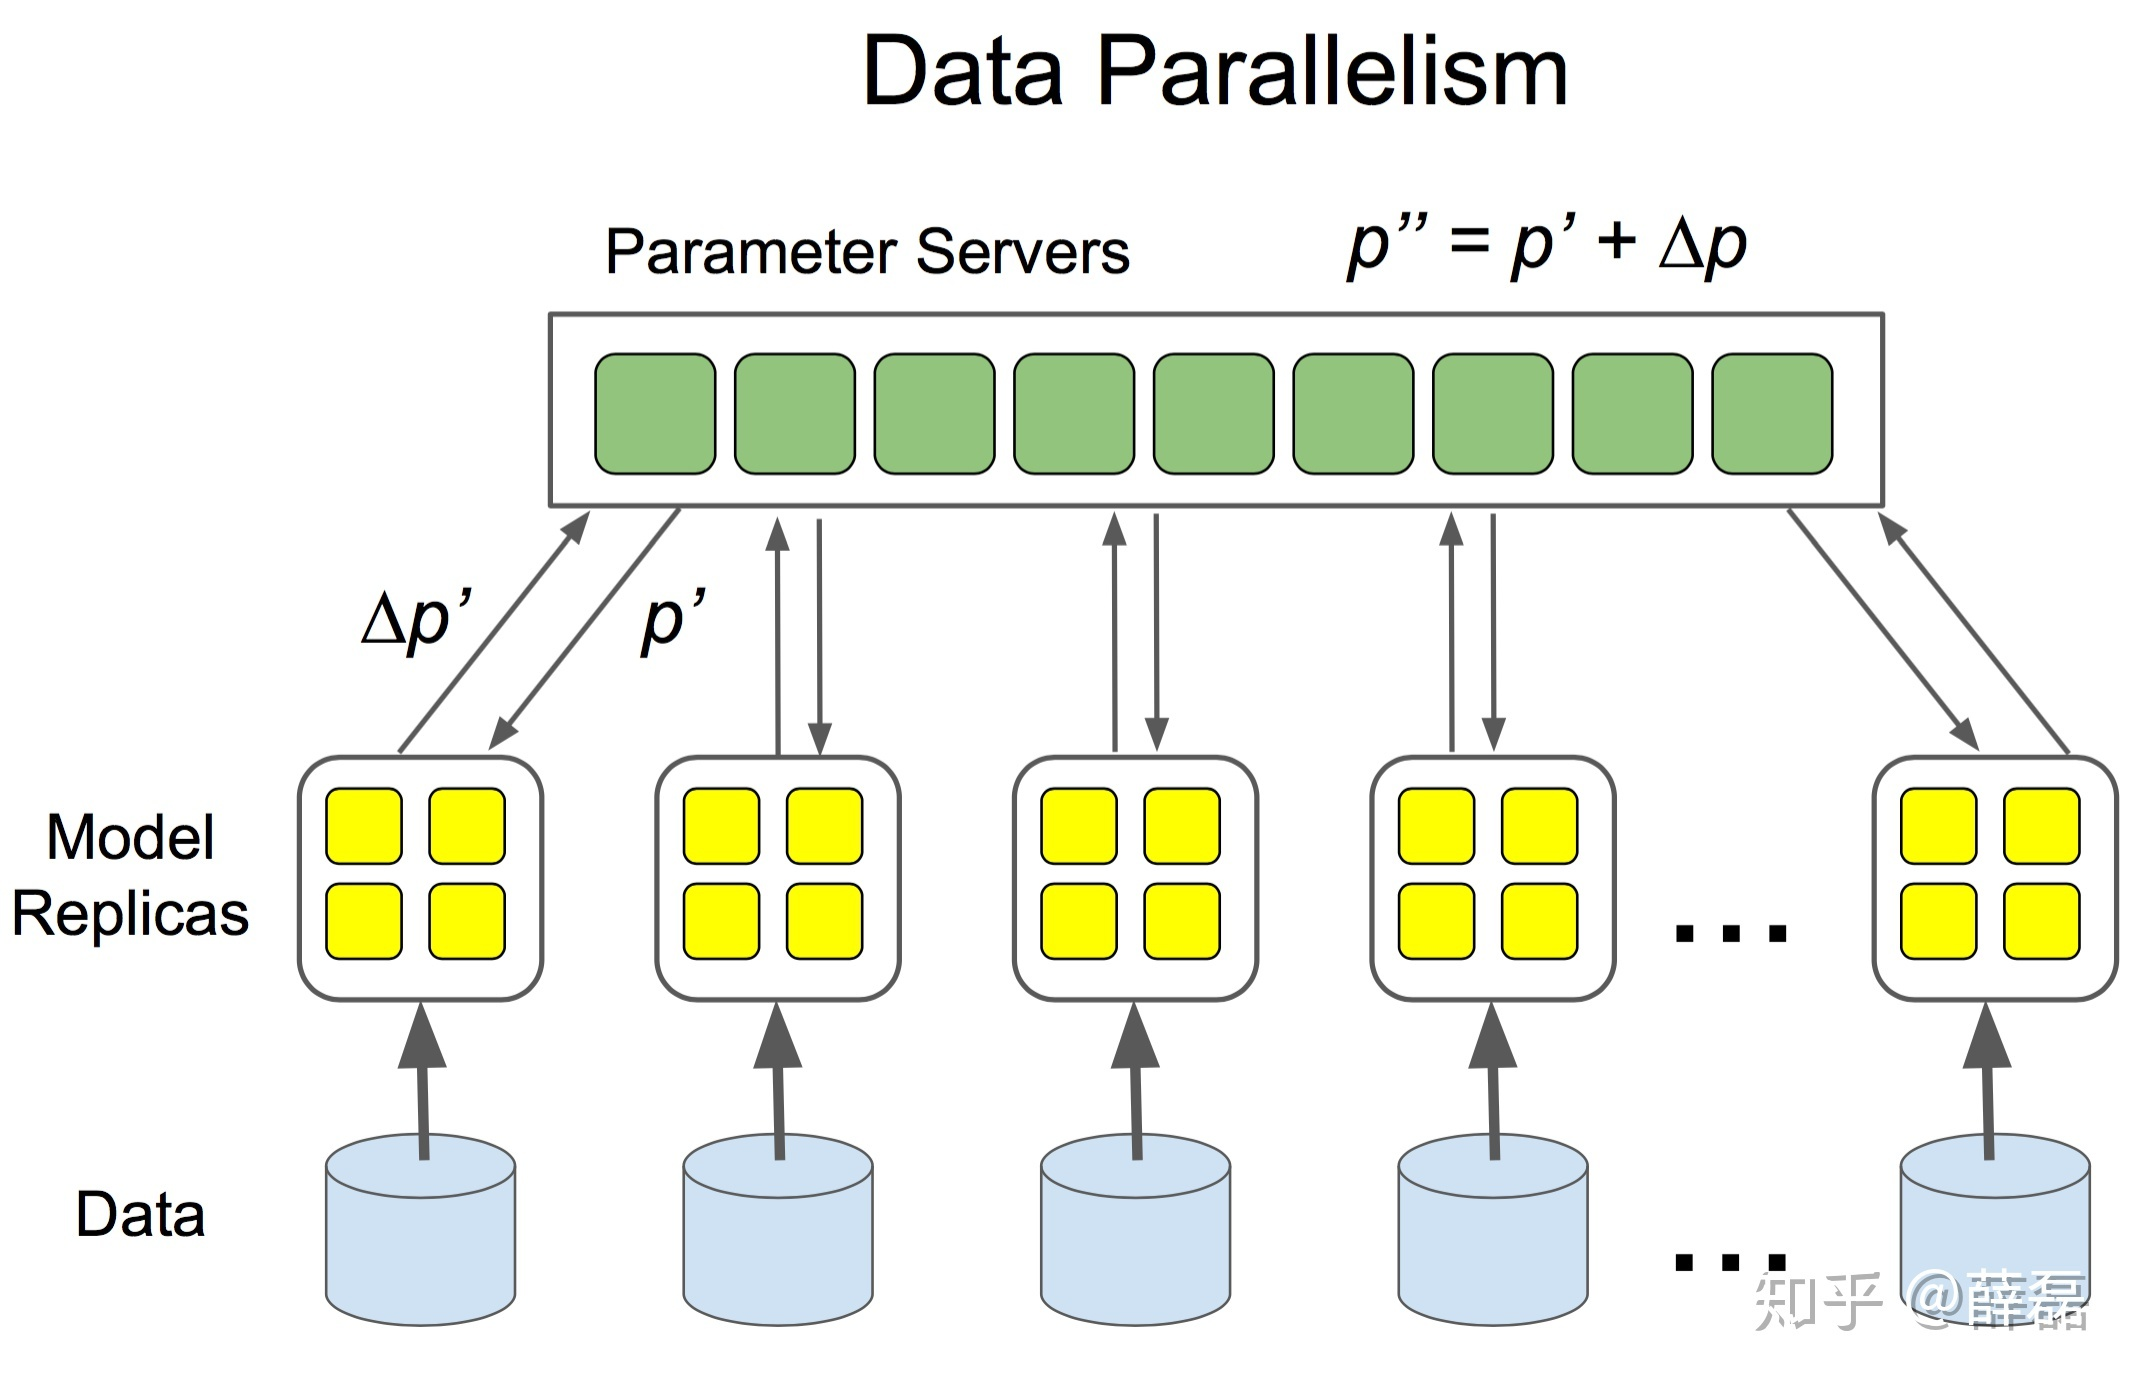 Data Parallelism
Parameter Servers
p’’ = p’ + Δp
Δp’
p’
Model
Replicas
. . .
Data
. . .
知乎 @薛磊